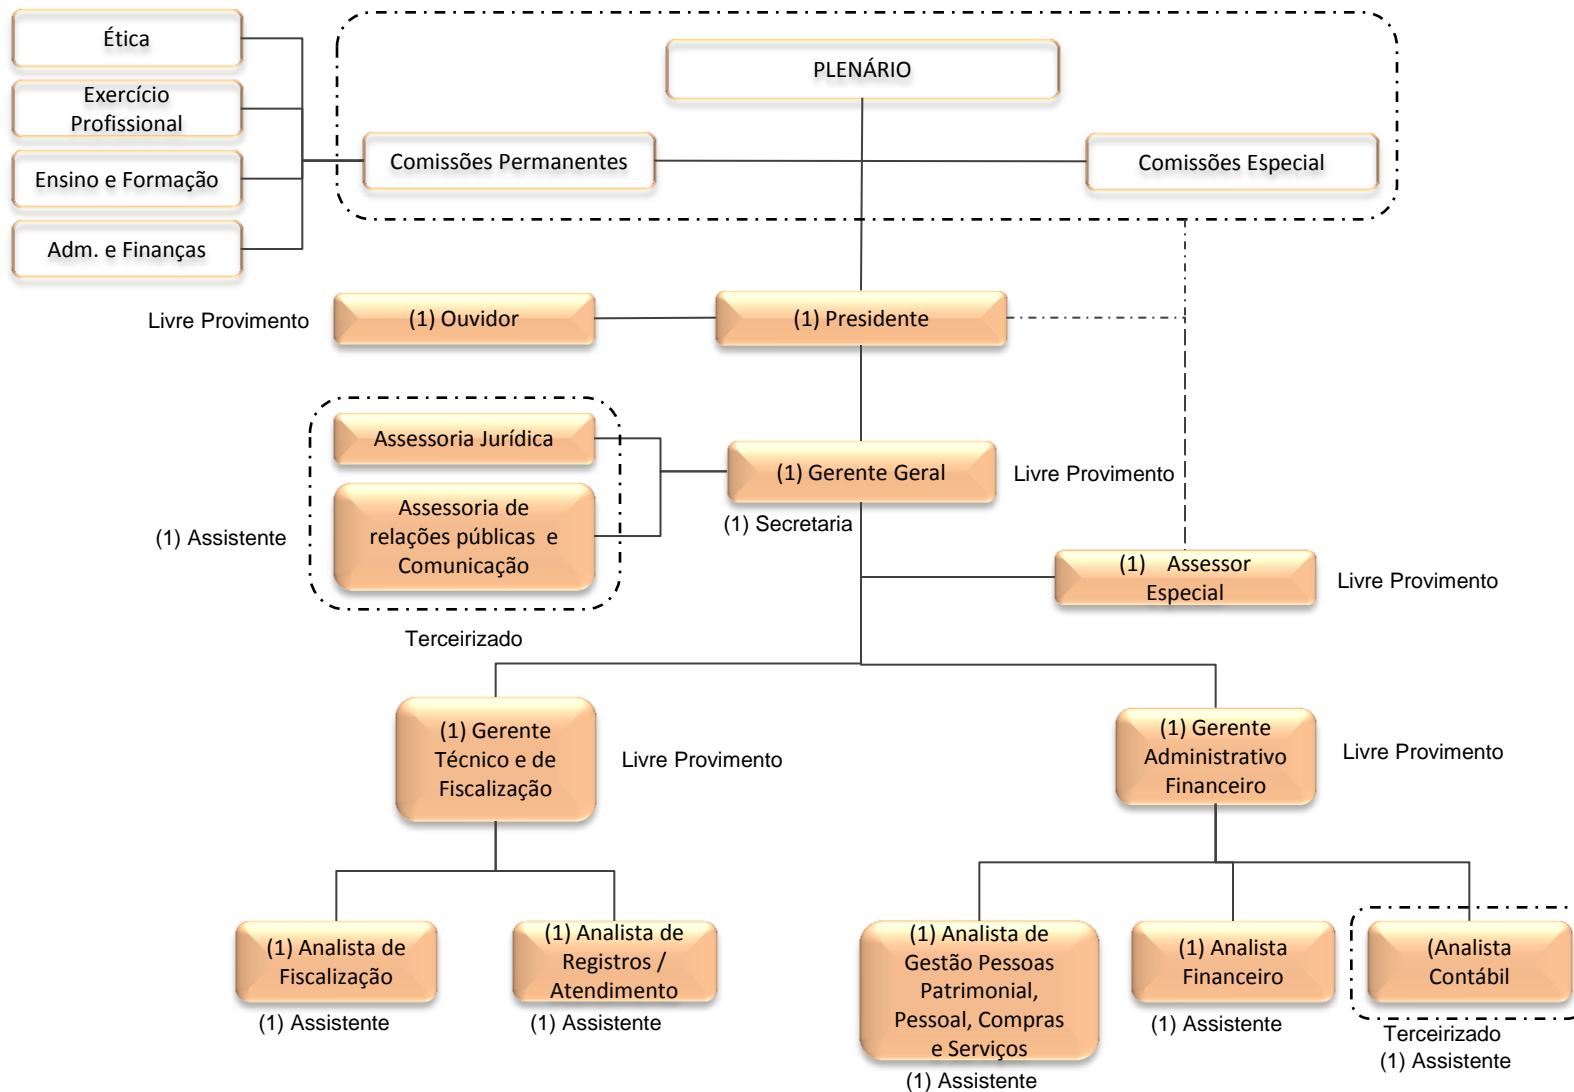 Ética
Exercício
Profissional
Ensino e Formação
Adm. e Finanças
PLENÁRIO
Comissões Permanentes
Comissões Especial
Livre Provimento
(1) Ouvidor
(1) Presidente
Assessoria Jurídica
Assessoria de
relações públicas e
Comunicação
(1) Assistente
Terceirizado
(1) Gerente Geral
Livre Provimento
(1) Secretaria
(1) Assessor
Especial
Livre Provimento
(1) Gerente
Técnico e de
Fiscalização
Livre Provimento
(1) Gerente
Administrativo
Financeiro
Livre Provimento
(1) Analista de
Fiscalização
(1) Assistente
(1) Analista de
Registros /
Atendimento
(1) Assistente
(1) Analista de
Gestão Pessoas
Patrimonial,
Pessoal, Compras
e Serviços
(1) Assistente
(1) Analista
Financeiro
(1) Assistente
(Analista
Contábil
Terceirizado
(1) Assistente